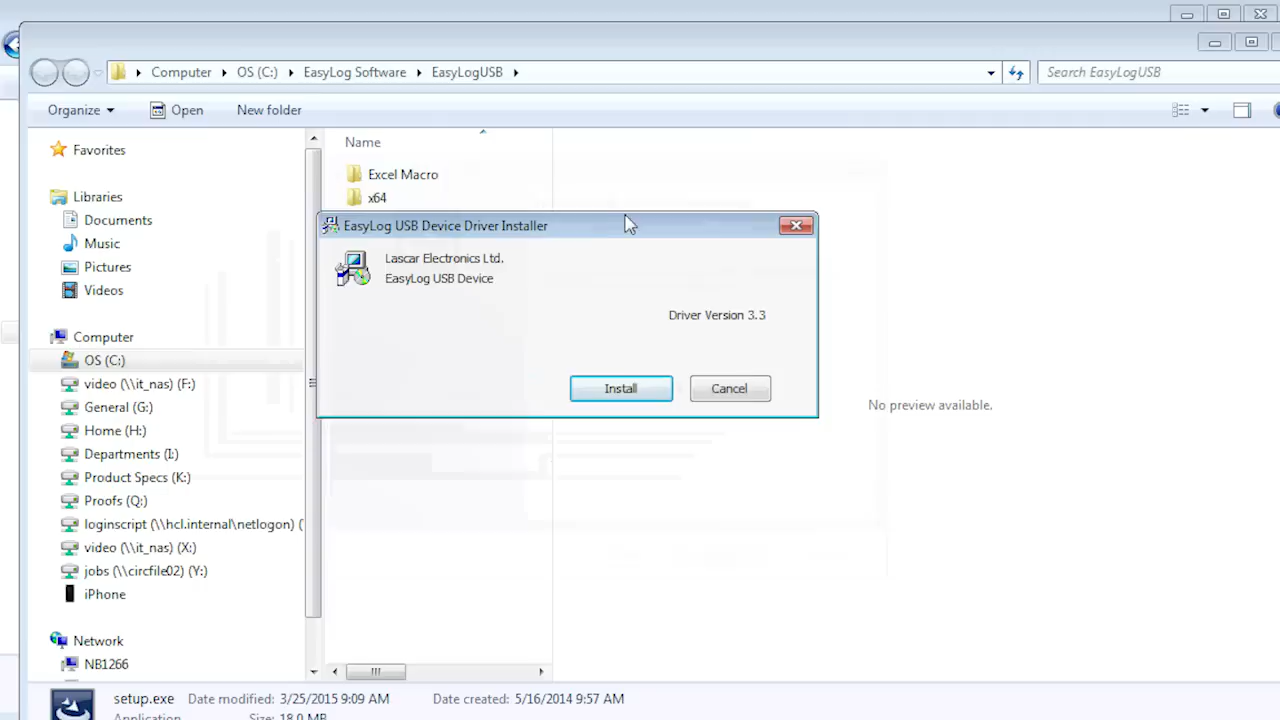 Computer
OS (C:)
EasyLog Software
EasyLogUSB
Search EasyLogUSB
Organize
Open
New folder
Favorites
Libraries
Documents
Music
Pictures
Videos
Computer
OS (C:)
video (\\it_nas) (F:)
General (G:)
Home (H:)
Departments (I:)
Product Specs (K:)
Proofs (Q:)
loginscript (\\hcl.internal\netlogon) (
video (\\it_nas) (X:)
jobs (\\circfile02) (Y:)
iPhone
Network
NB1266
Name
Excel Macro
x64
EasyLog USB Device Driver Installer
Lascar Electronics Ltd.
EasyLog USB Device
Driver Version 3.3
Install
Cancel
No preview available.
setup.exe
Date modified: 3/25/2015 9:09 AM
Date created: 5/16/2014 9:57 AM
Application
Size: 18.0 MB